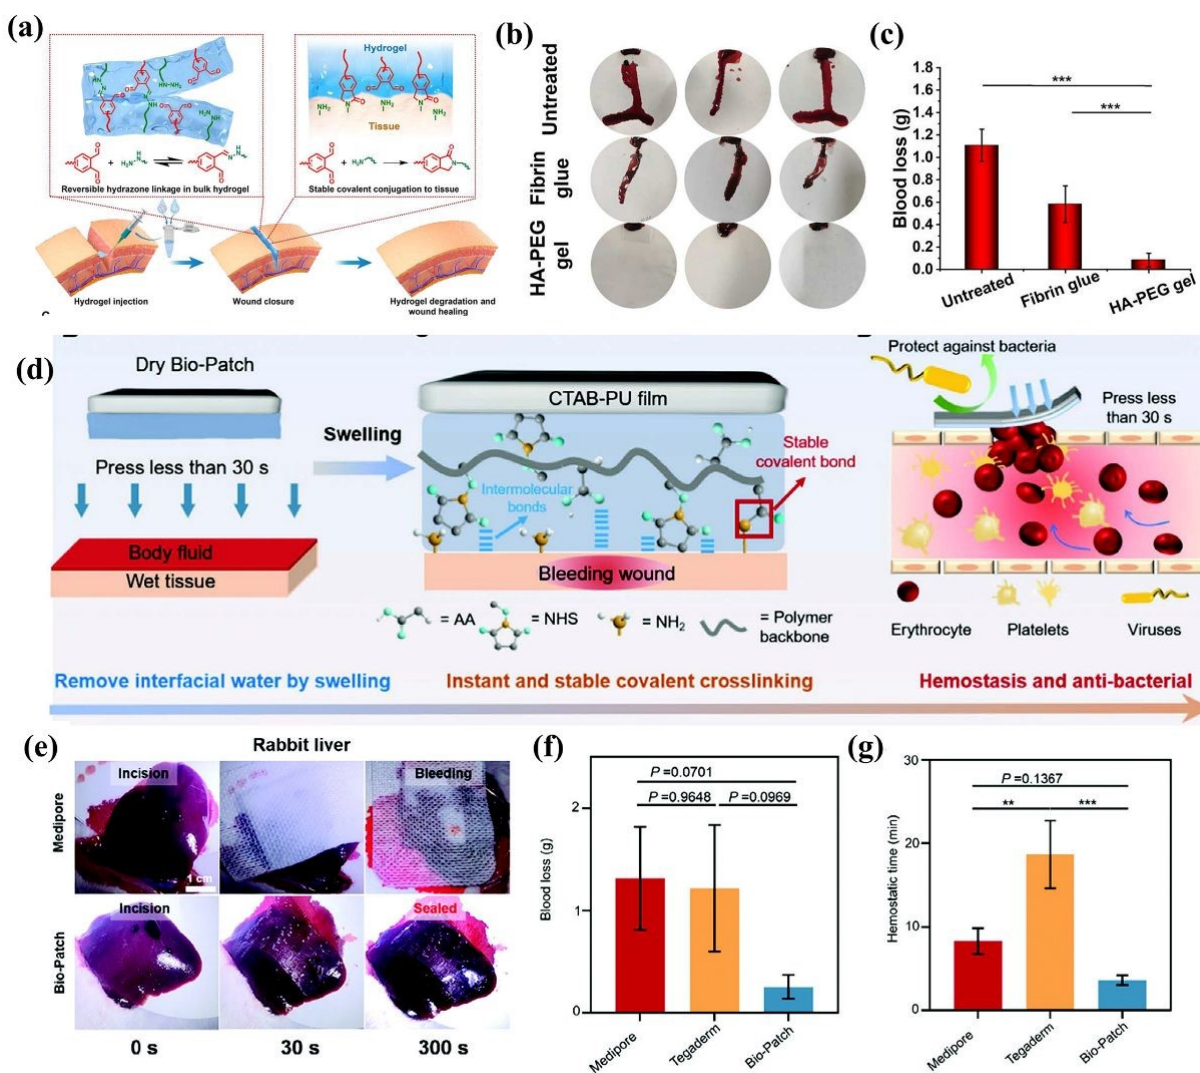 (a)
Hydrogel
Tissue
Reversible hydrazone linkage in bulk hydrogel
Stable covalent conjugation to tissue
Hydrogel injection
Wound closure
Hydrogel degradation and
wound healing
(b)
Untreated
Fibrin
glue
HA-PEG
gel
(c)
Blood loss (g)
1.8
1.6
1.4
1.2
1.0
0.8
0.6
0.4
0.2
0.0
***
***
Untreated
Fibrin glue
HA-PEG gel
(d)
Dry Bio-Patch
Press less than 30 s
Body fluid
Wet tissue
Swelling
CTAB-PU film
Stable
covalent bond
Intermolecular
bonds
Bleeding wound
= AA
= NHS
= NH2
= Polymer
backbone
Protect against bacteria
Press less
than 30 s
Erythrocyte
Platelets
Viruses
Remove interfacial water by swelling
Instant and stable covalent crosslinking
Hemostasis and anti-bacterial
(e)
Rabbit liver
Medipore
Incision
Bleeding
1 cm
Bio-Patch
Incision
Sealed
0 s
30 s
300 s
(f)
Blood loss (g)
2
1
0
P =0.0701
P =0.9648
P =0.0969
Medipore
Tegaderm
Bio-Patch
(g)
Hemostatic time (min)
30
20
10
0
P =0.1367
**
***
Medipore
Tegaderm
Bio-Patch